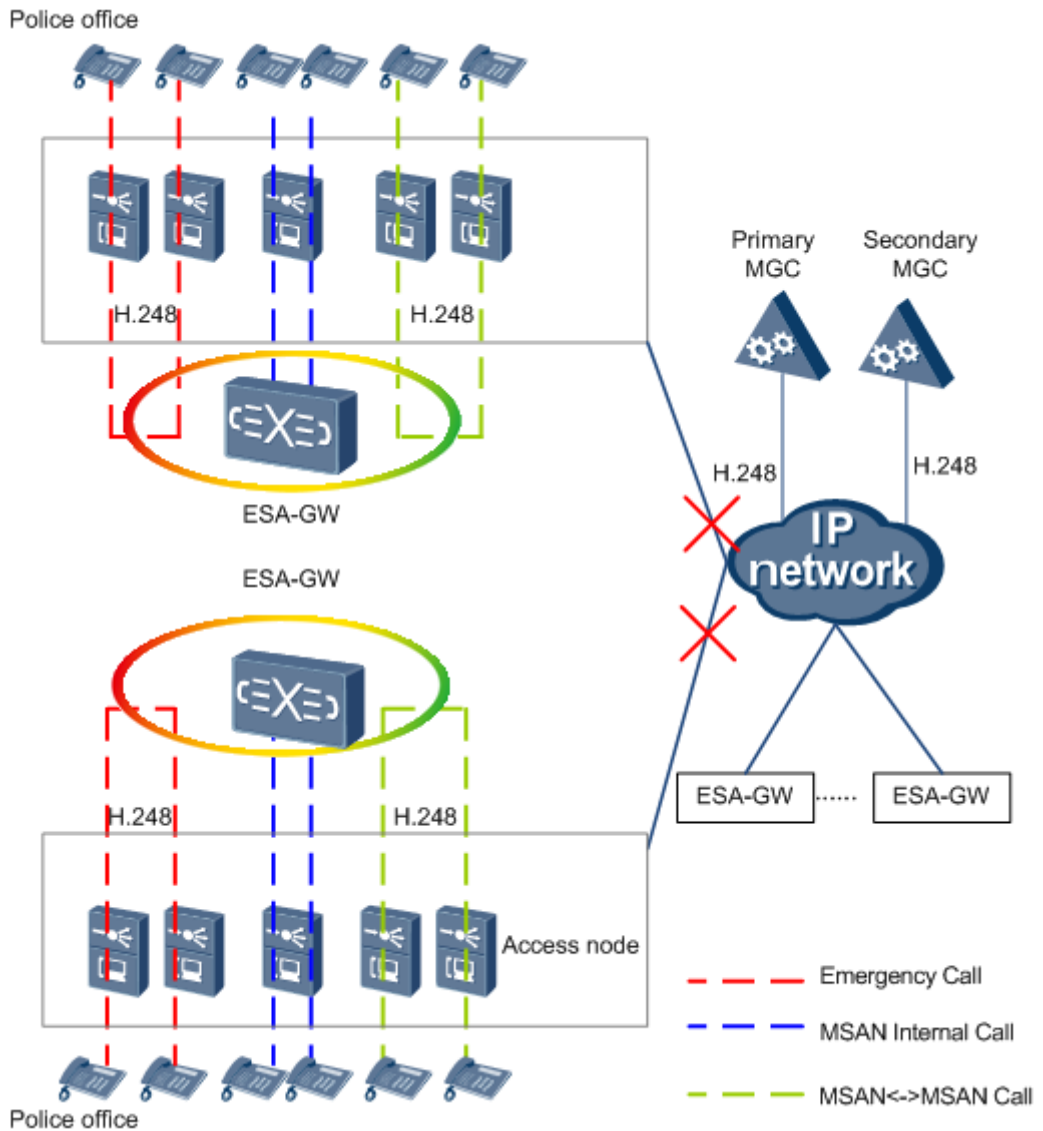 Police office
H.248
H.248
ESA-GW
Primary
MGC
Secondary
MGC
H.248
H.248
IP
network
ESA-GW
H.248
H.248
ESA-GW
......
ESA-GW
Access node
Police office
Emergency Call
MSAN Internal Call
MSAN<->MSAN Call